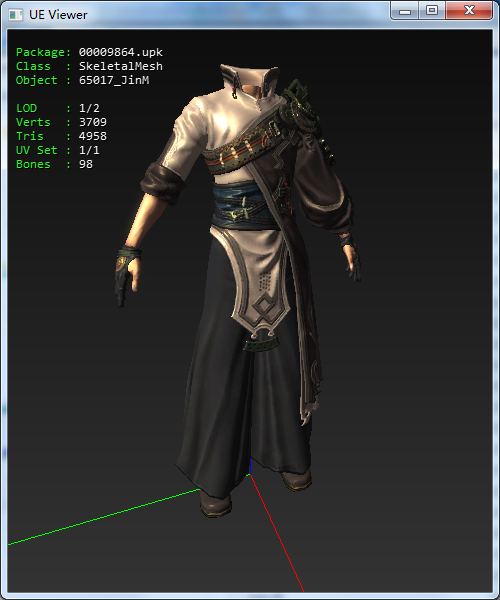 UE Viewer
Package: 00009864.upk
Class : SkeletalMesh
Object : 65017_JinM
LOD : 1/2
Verts : 3709
Tris : 4958
UV Set : 1/1
Bones : 98